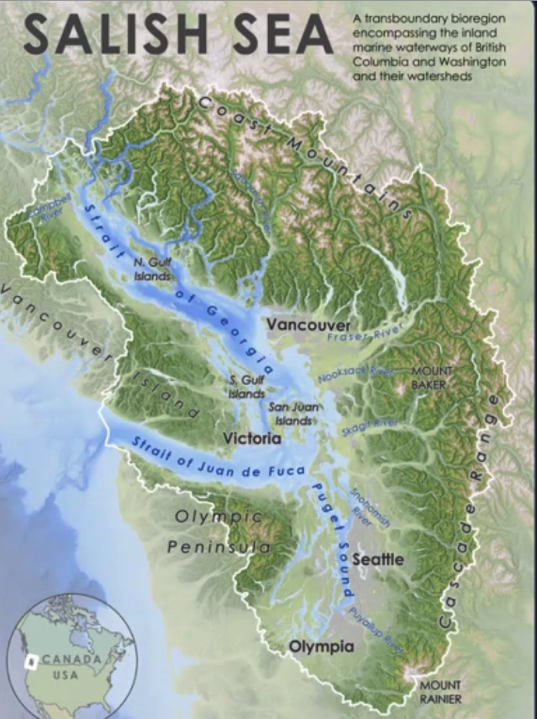 SALISH SEA
A transboundary bioregion
encompassing the inland
marine waterways of British
Columbia and Washington
and their watersheds
Coast Mountains
Campbell
River
Strait of Georgia
N. Gulf
Islands
Vancouver Island
Vancouver
Fraser River
Nooksack River
MOUNT
BAKER
S. Gulf
Islands
San Juan
Islands
Skagit River
Victoria
Strait of Juan de Fuca
Cascade Range
Puget Sound
Snohomish
River
Olympic
Peninsula
Seattle
Puyallup River
Olympia
CANADA
USA
MOUNT
RAINIER